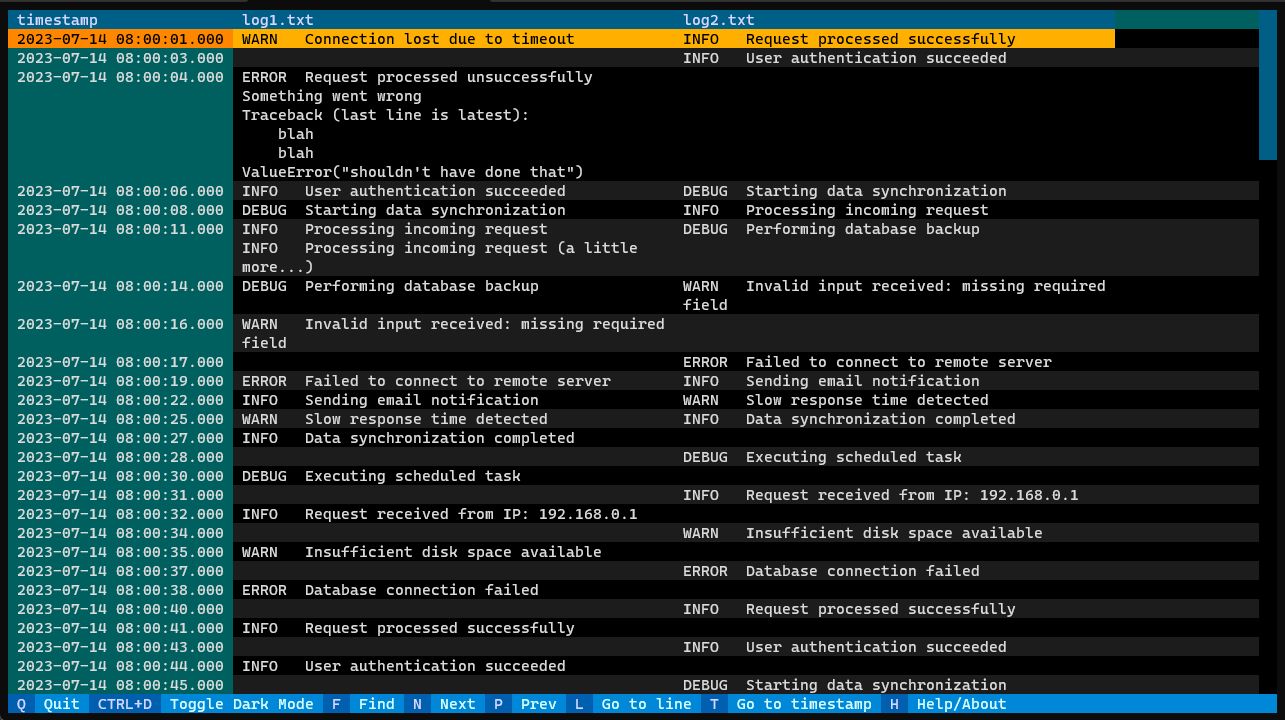 timestamp log1.txt log2.txt
2023-07-14 08:00:01.000 WARN Connection lost due to timeout INFO Request processed successfully
2023-07-14 08:00:03.000 INFO User authentication succeeded
2023-07-14 08:00:04.000 ERROR Request processed unsuccessfully
Something went wrong
Traceback (last line is latest):
blah
blah
ValueError("shouldn't have done that")
2023-07-14 08:00:06.000 INFO User authentication succeeded DEBUG Starting data synchronization
2023-07-14 08:00:08.000 DEBUG Starting data synchronization INFO Processing incoming request
2023-07-14 08:00:11.000 INFO Processing incoming request DEBUG Performing database backup
INFO Processing incoming request (a little
more...)
2023-07-14 08:00:14.000 DEBUG Performing database backup WARN Invalid input received: missing required
field
2023-07-14 08:00:16.000 WARN Invalid input received: missing required
field
2023-07-14 08:00:17.000 ERROR Failed to connect to remote server
2023-07-14 08:00:19.000 ERROR Failed to connect to remote server INFO Sending email notification
2023-07-14 08:00:22.000 INFO Sending email notification WARN Slow response time detected
2023-07-14 08:00:25.000 WARN Slow response time detected INFO Data synchronization completed
2023-07-14 08:00:27.000 INFO Data synchronization completed
2023-07-14 08:00:28.000 DEBUG Executing scheduled task
2023-07-14 08:00:30.000 DEBUG Executing scheduled task
2023-07-14 08:00:31.000 INFO Request received from IP: 192.168.0.1
2023-07-14 08:00:32.000 INFO Request received from IP: 192.168.0.1
2023-07-14 08:00:34.000 WARN Insufficient disk space available
2023-07-14 08:00:35.000 WARN Insufficient disk space available
2023-07-14 08:00:37.000 ERROR Database connection failed
2023-07-14 08:00:38.000 ERROR Database connection failed
2023-07-14 08:00:40.000 INFO Request processed successfully
2023-07-14 08:00:41.000 INFO Request processed successfully
2023-07-14 08:00:43.000 INFO User authentication succeeded
2023-07-14 08:00:44.000 INFO User authentication succeeded
2023-07-14 08:00:45.000 DEBUG Starting data synchronization
Q Quit CTRL+D Toggle Dark Mode F Find N Next P Prev L Go to line T Go to timestamp H Help/About